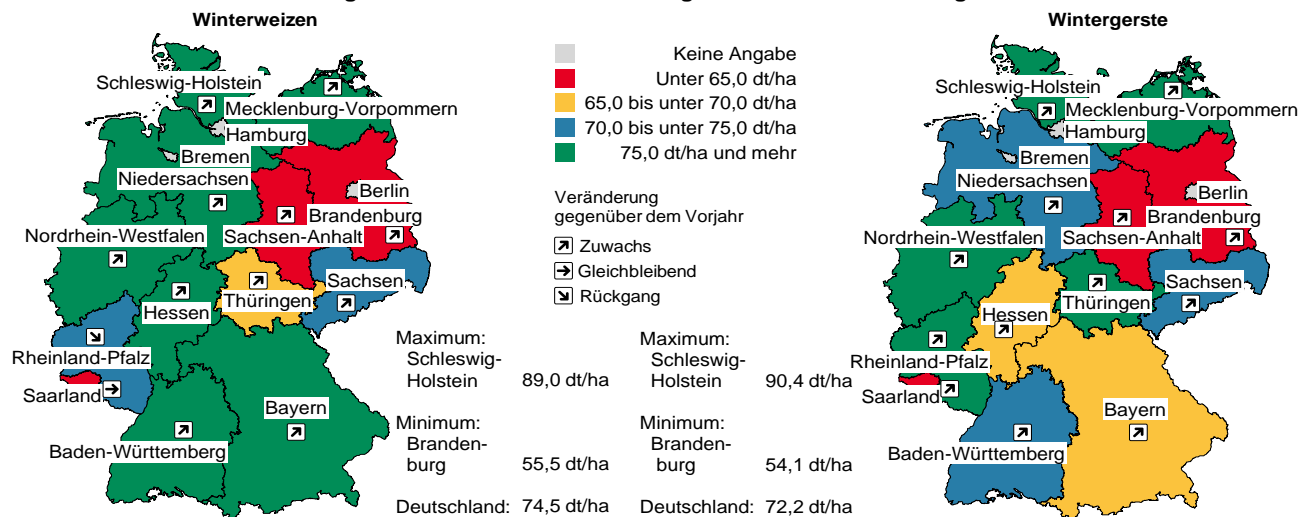 Winterweizen
Schleswig-Holstein
Mecklenburg-Vorpommern
Hamburg
Bremen
Niedersachsen
Berlin
Brandenburg
Nordrhein-Westfalen
Sachsen-Anhalt
Sachsen
Thüringen
Hessen
Rheinland-Pfalz
Saarland
Bayern
Baden-Württemberg
Keine Angabe
Unter 65,0 dt/ha
65,0 bis unter 70,0 dt/ha
70,0 bis unter 75,0 dt/ha
75,0 dt/ha und mehr
Veränderung
gegenüber dem Vorjahr
Zuwachs
Gleichbleibend
Rückgang
Maximum:
Schleswig-
Holstein 89,0 dt/ha
Minimum:
Branden-
burg 55,5 dt/ha
Deutschland: 74,5 dt/ha
Maximum:
Schleswig-
Holstein 90,4 dt/ha
Minimum:
Branden-
burg 54,1 dt/ha
Deutschland: 72,2 dt/ha
Wintergerste
Schleswig-Holstein
Mecklenburg-Vorpommern
Hamburg
Bremen
Niedersachsen
Berlin
Brandenburg
Nordrhein-Westfalen
Sachsen-Anhalt
Sachsen
Thüringen
Hessen
Rheinland-Pfalz
Saarland
Bayern
Baden-Württemberg